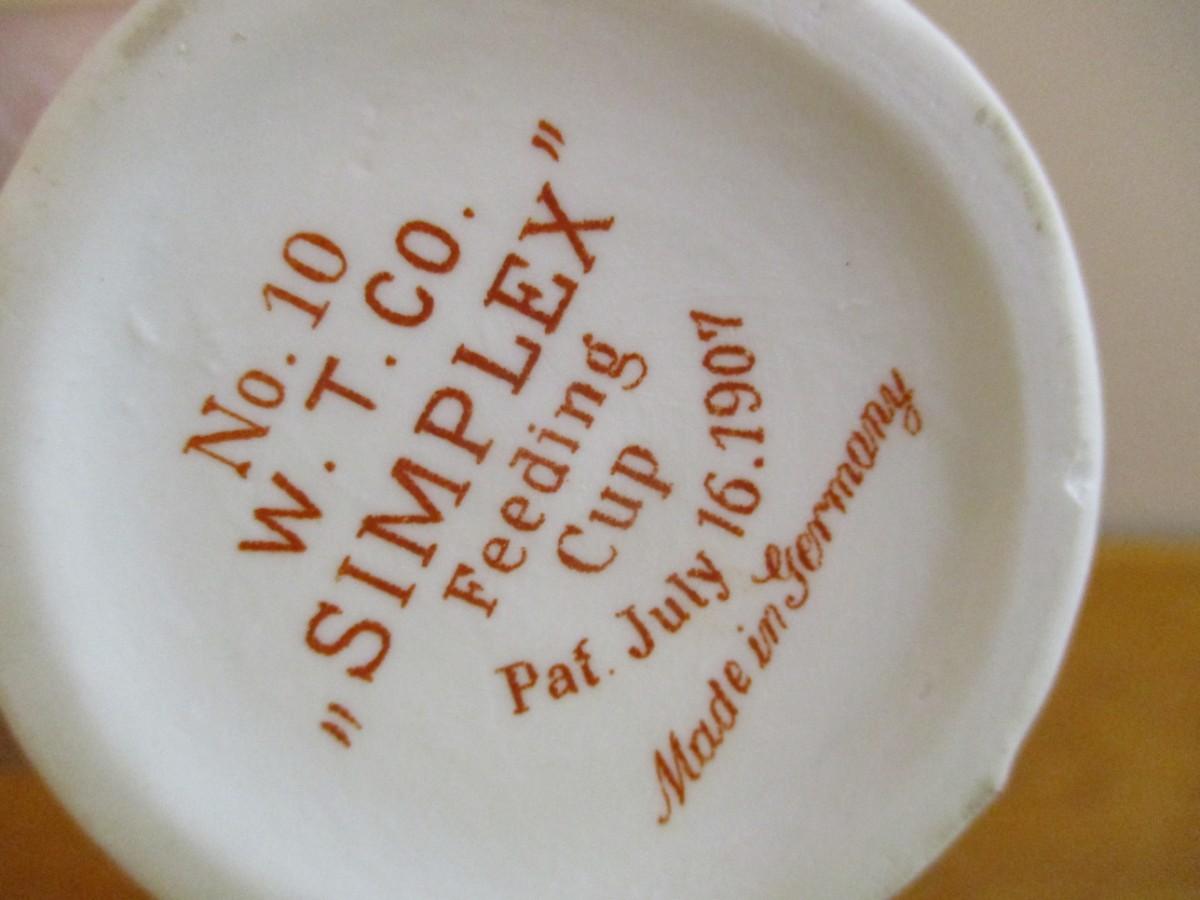 No. 10
W. T. CO.
„SIMPLEX”
Feeding
Cup
Pat. July 16. 1907
Made in Germany